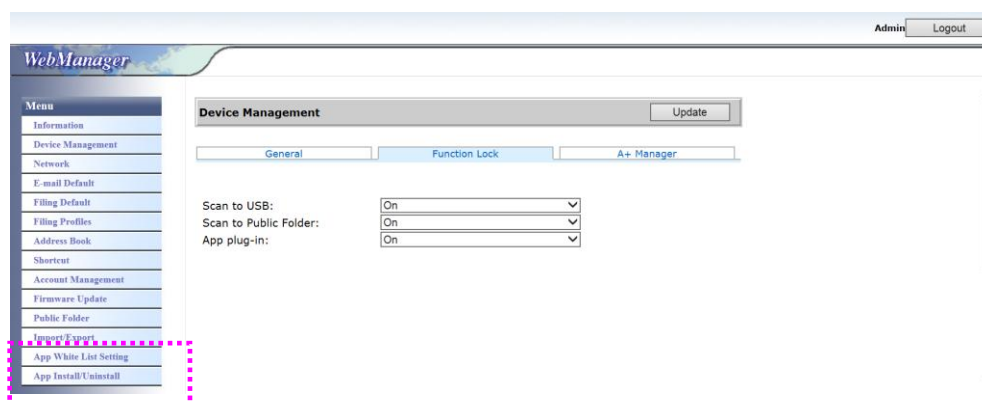 Admin Logout
WebManager
Menu
Information
Device Management
Network
E-mail Default
Filing Default
Filing Profiles
Address Book
Shortcut
Account Management
Firmware Update
Public Folder
Import/Export
App White List Setting
App Install/Uninstall
Device Management Update
General Function Lock A+ Manager
Scan to USB: On
Scan to Public Folder: On
App plug-in: On